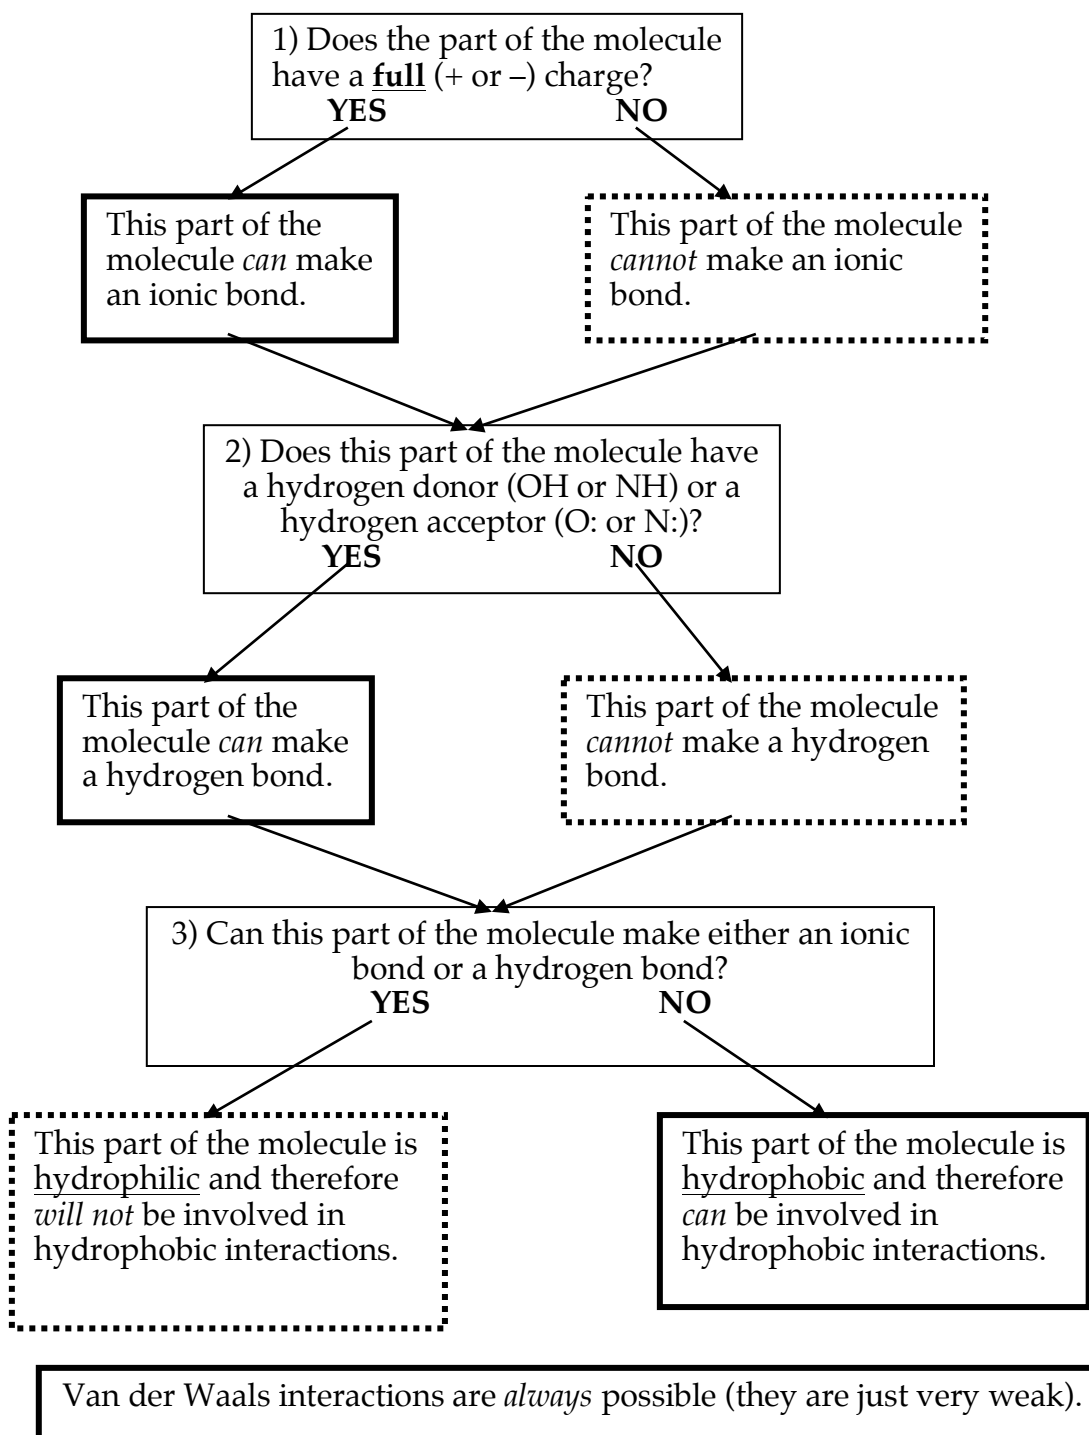 1) Does the part of the molecule
have a full (+ or –) charge?
YES NO
This part of the
molecule can make
an ionic bond.
This part of the molecule
cannot make an ionic
bond.
2) Does this part of the molecule have
a hydrogen donor (OH or NH) or a
hydrogen acceptor (O: or N:)?
YES NO
This part of the
molecule can make
a hydrogen bond.
This part of the molecule
cannot make a hydrogen
bond.
3) Can this part of the molecule make either an ionic
bond or a hydrogen bond?
YES NO
This part of the molecule is
hydrophilic and therefore
will not be involved in
hydrophobic interactions.
This part of the molecule is
hydrophobic and therefore
can be involved in
hydrophobic interactions.
Van der Waals interactions are always possible (they are just very weak).